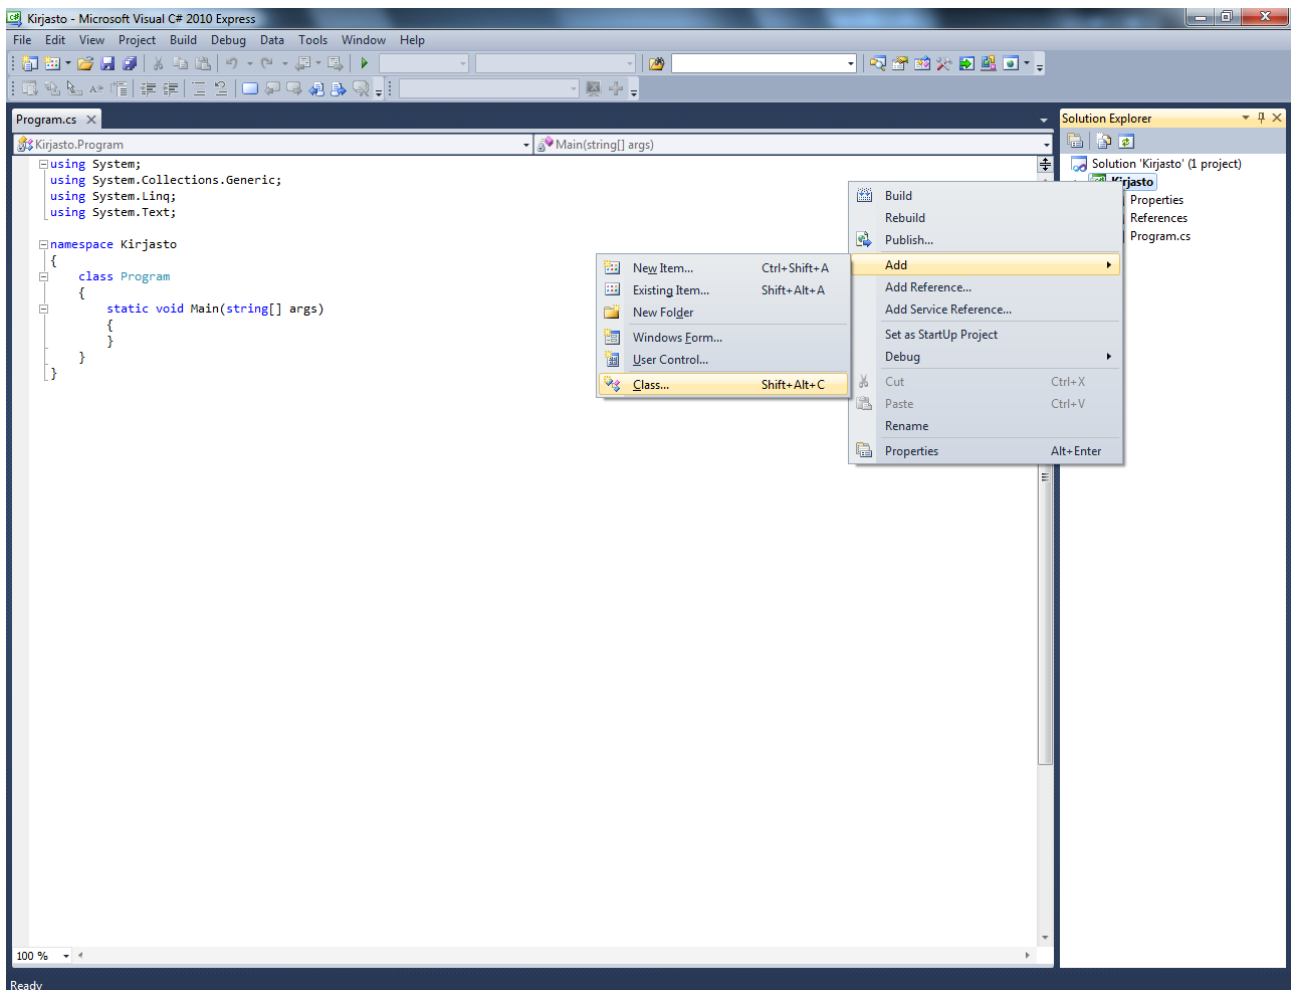 Kirjasto - Microsoft Visual C# 2010 Express
File Edit View Project Build Debug Data Tools Window Help
Program.cs
Solution Explorer
Kirjasto.Program
Main(string[] args)
using System;
using System.Collections.Generic;
using System.Linq;
using System.Text;
namespace Kirjasto
{
class Program
{
static void Main(string[] args)
{
}
}
}
New Item... Ctrl+Shift+A
Existing Item... Shift+Alt+A
New Folder
Windows Form...
User Control...
Class... Shift+Alt+C
Build
Rebuild
Publish...
Add
Add Reference...
Add Service Reference...
Set as StartUp Project
Debug
Cut Ctrl+X
Paste Ctrl+V
Rename
Properties Alt+Enter
Solution 'Kirjasto' (1 project)
Kirjasto
Properties
References
Program.cs
100 %
Ready